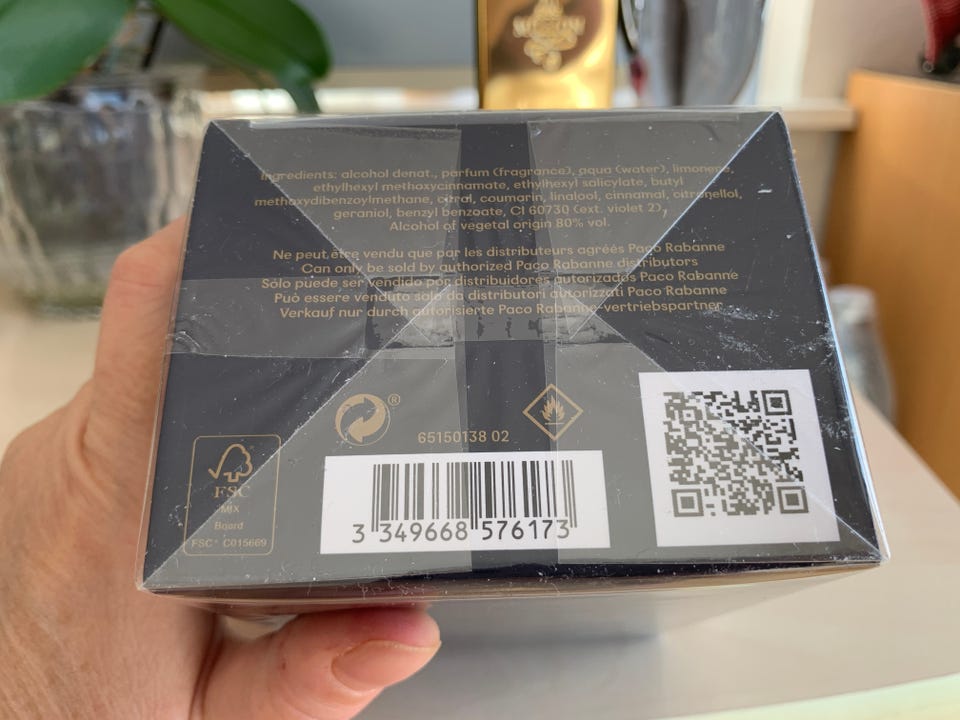 Ingredients: alcohol denat., parfum (fragrance), aqua (water), limonene,
ethylhexyl methoxycinnamate, ethylhexyl salicylate, butyl
methoxydibenzoylmethane, citral, coumarin, linalool, cinnamal, citronellol,
geraniol, benzyl benzoate, CI 60730 (ext. violet 2),
Alcohol of vegetal origin 80% vol.
Ne peut être vendu que par les distributeurs agréés Paco Rabanne
Can only be sold by authorized Paco Rabanne distributors
Sólo puede ser vendido por distribuidores autorizados Paco Rabanne
Può essere venduto solo da distributori autorizzati Paco Rabanne
Verkauf nur durch autorisierte Paco Rabanne-vertriebspartner
®
65150138 02
FSC
MIX
Board
FSC® C015669
3 349668 576173